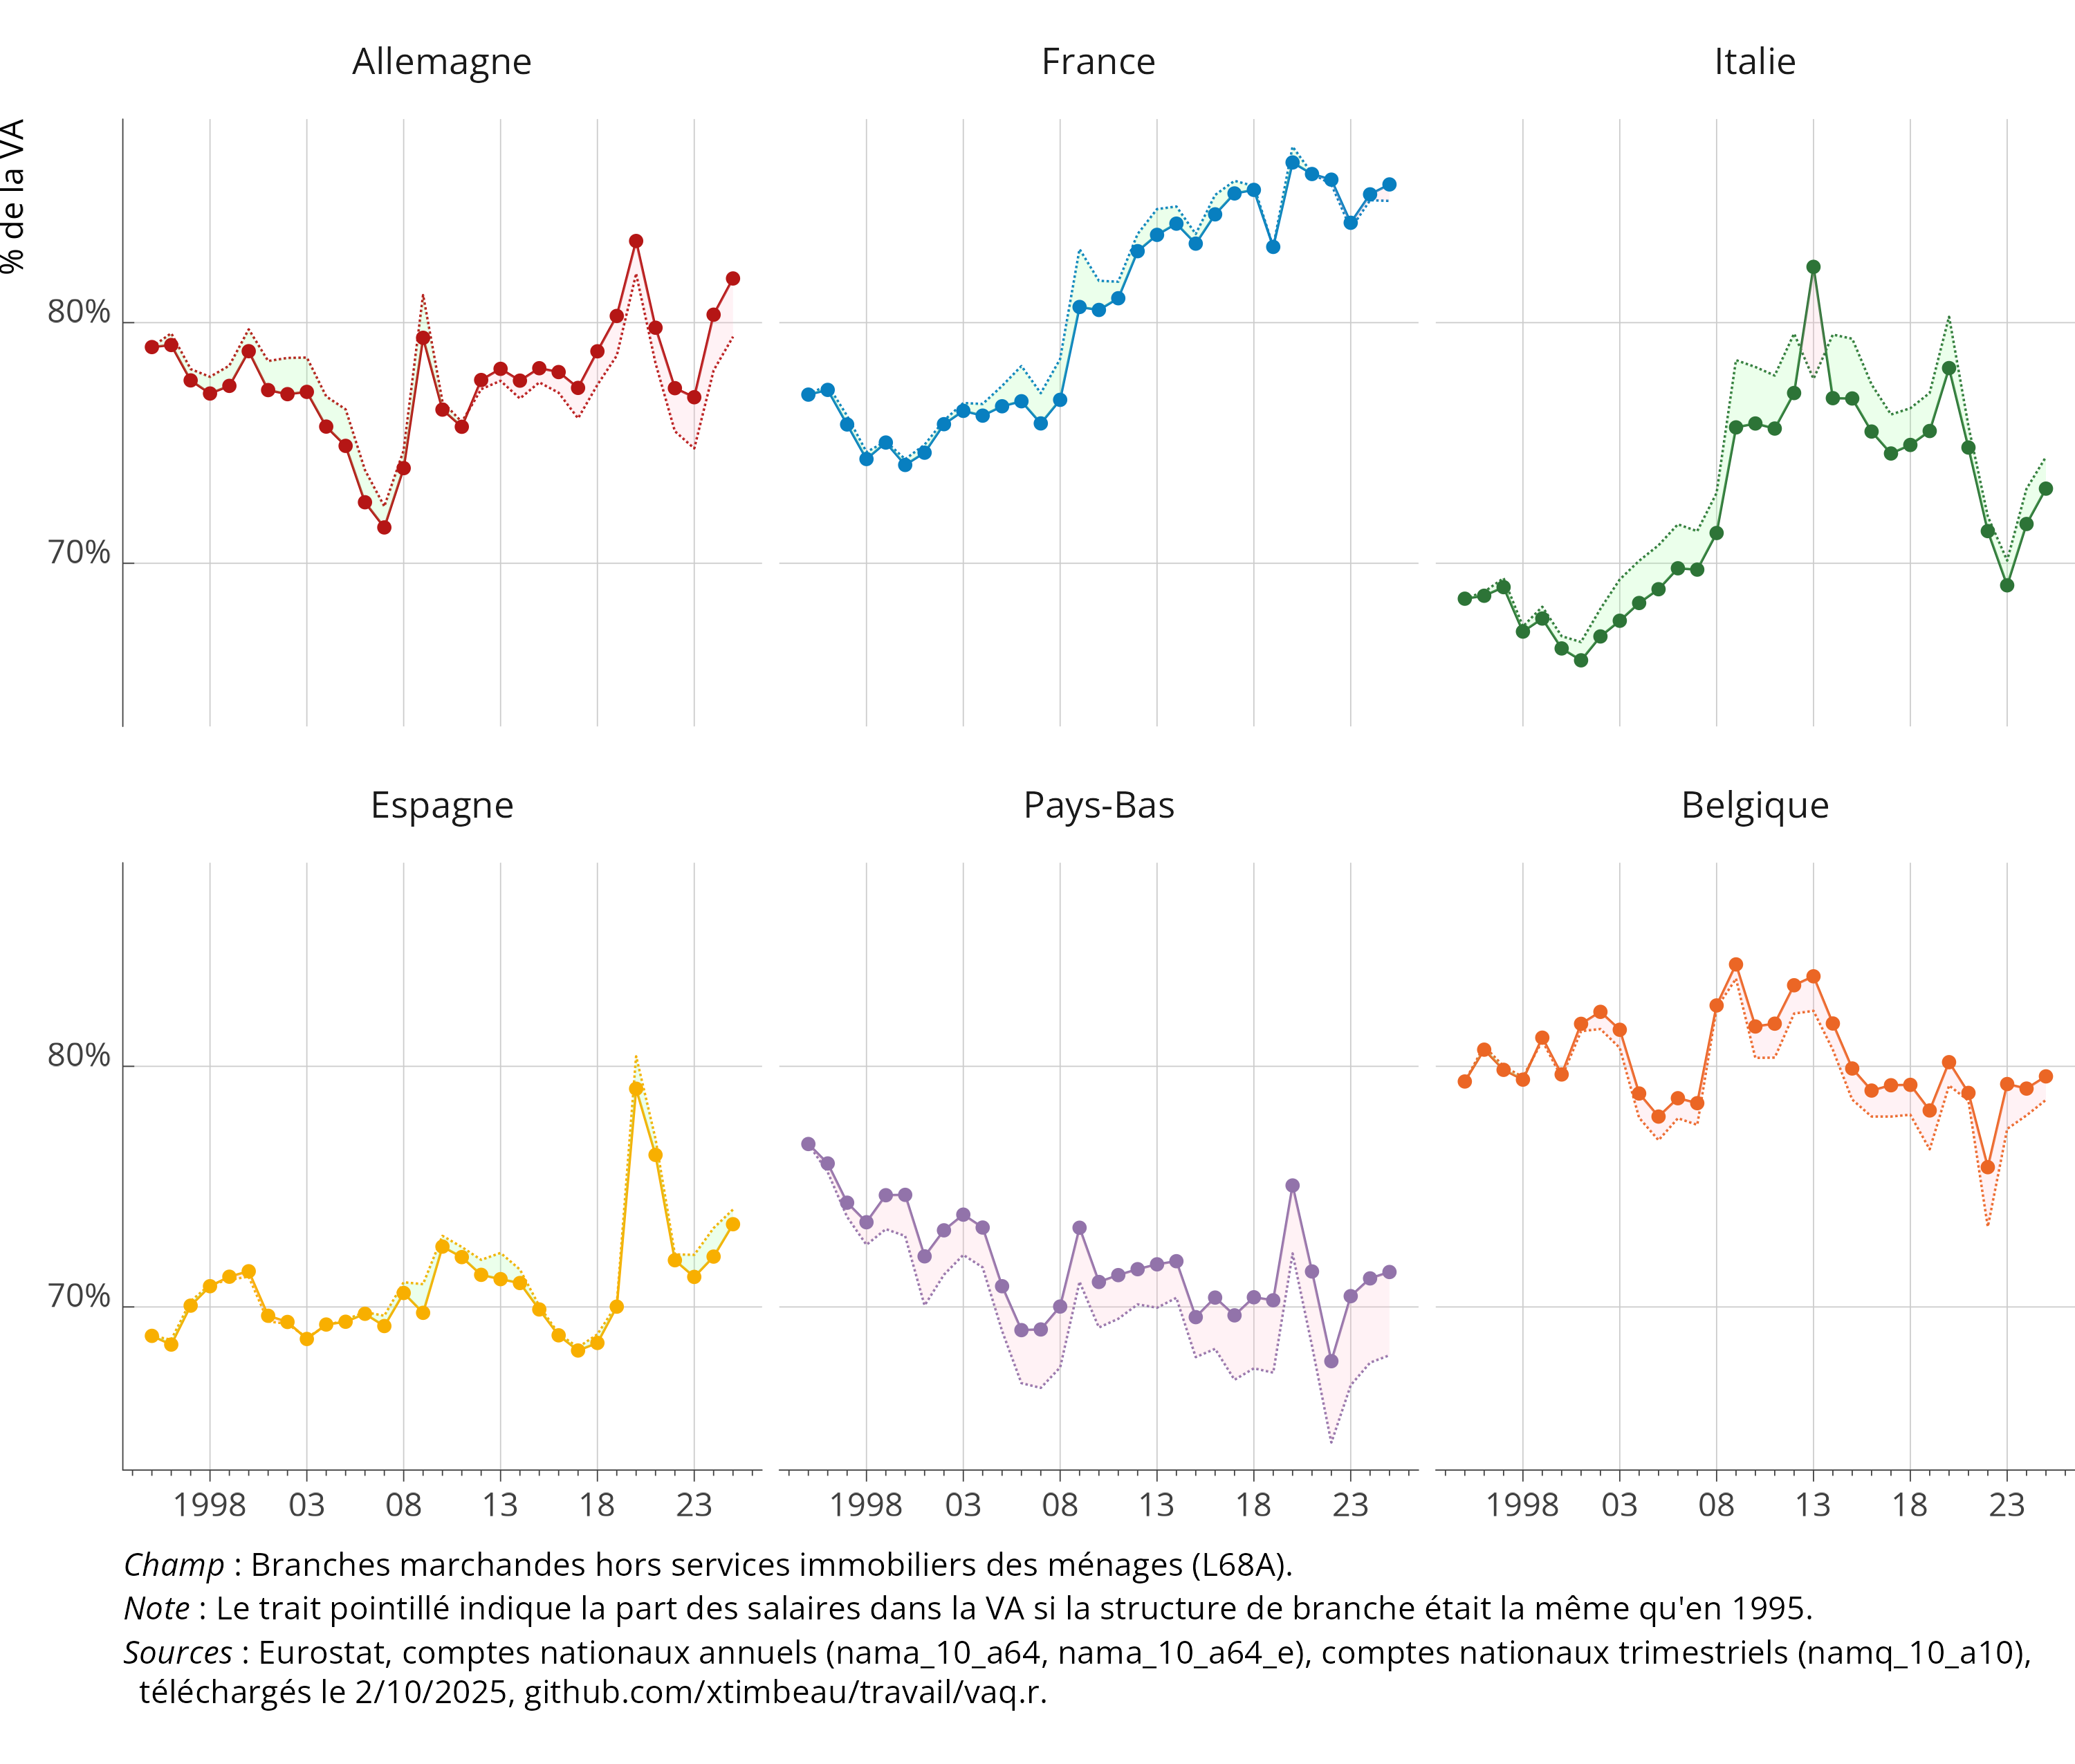 Allemagne
France
Italie
% de la VA
80%
70%
Espagne
Pays-Bas
Belgique
80%
70%
1998 03 08 13 18 23
1998 03 08 13 18 23
1998 03 08 13 18 23
Champ : Branches marchandes hors services immobiliers des ménages (L68A).
Note : Le trait pointillé indique la part des salaires dans la VA si la structure de branche était la même qu'en 1995.
Sources : Eurostat, comptes nationaux annuels (nama_10_a64, nama_10_a64_e), comptes nationaux trimestriels (namq_10_a10),
téléchargés le 2/10/2025, github.com/xtimbeau/travail/vaq.r.